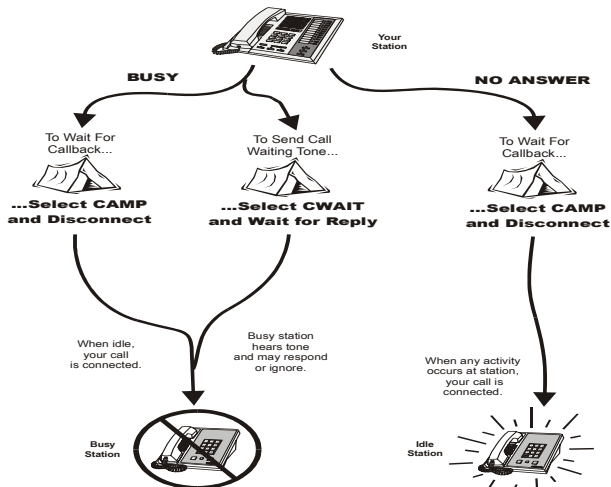 Your
Station
BUSY
NO ANSWER
To Wait For
Callback...
To Send Call
Waiting Tone...
To Wait For
Callback...
...Select CAMP
and Disconnect
...Select CWAIT
and Wait for Reply
...Select CAMP
and Disconnect
When idle,
your call
is connected.
Busy station
hears tone
and may respond
or ignore.
When any activity
occurs at station,
your call is
connected.
Busy
Station
Idle
Station